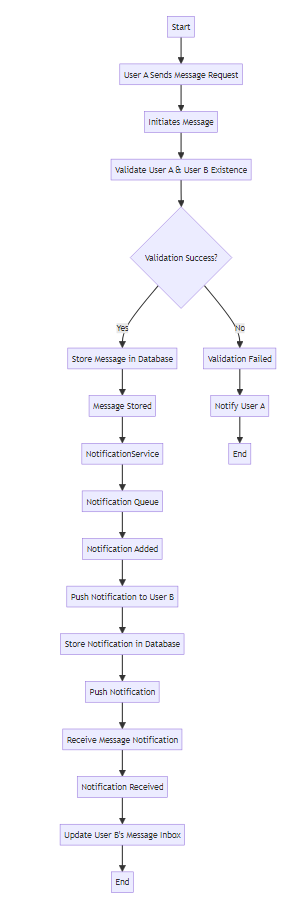 Start
User A Sends Message Request
Initiates Message
Validate User A & User B Existence
Validation Success?
Yes
No
Store Message in Database
Validation Failed
Message Stored
Notify User A
NotificationService
End
Notification Queue
Notification Added
Push Notification to User B
Store Notification in Database
Push Notification
Receive Message Notification
Notification Received
Update User B's Message Inbox
End